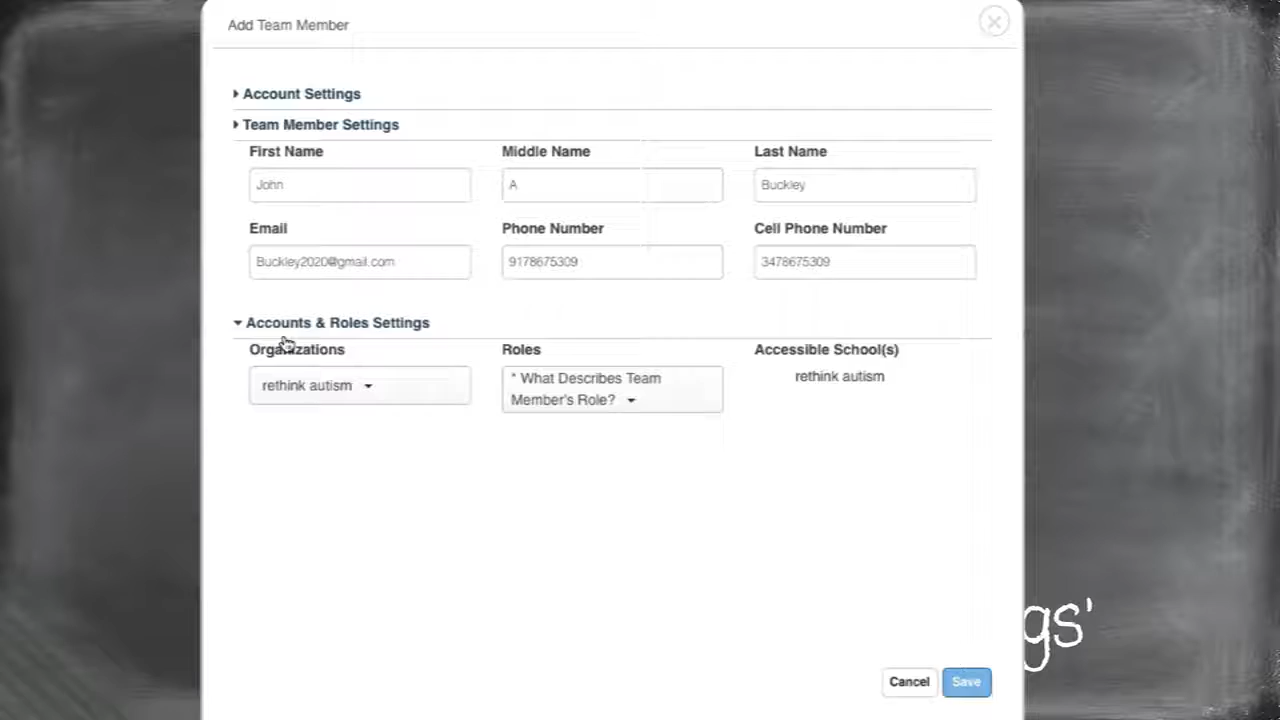 Add Team Member
Account Settings
Team Member Settings
First Name Middle Name Last Name
John A Buckley
Email Phone Number Cell Phone Number
Buckley2020@gmail.com 9178675309 3478675309
Accounts & Roles Settings
Organizations Roles Accessible School(s)
rethink autism * What Describes Team rethink autism
Member's Role?
gs'
Cancel Save